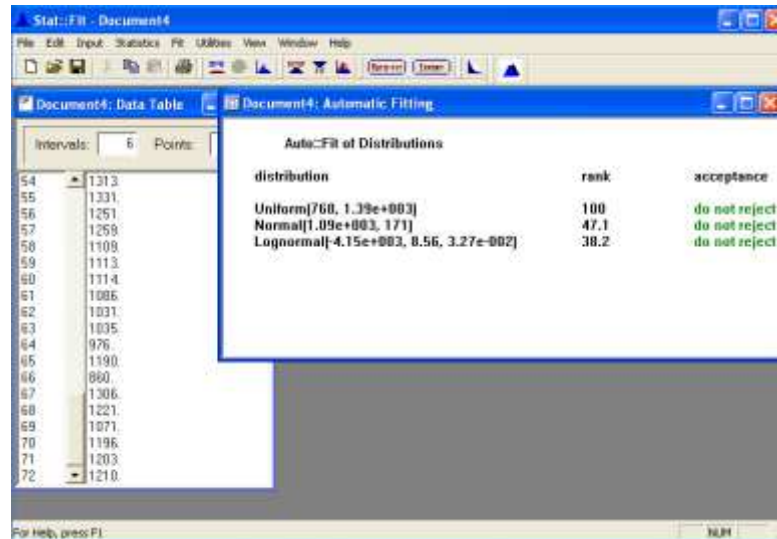 Stat::Fit - Document4
File Edit Input Statistics Fit Utilities View Window Help
Document4: Data Table
Document4: Automatic Fitting
Intervals: 6 Points:
Auto::Fit of Distributions
distribution rank acceptance
Uniform(768, 1.39e+003) 100 do not reject
Normal(1.09e+003, 171) 47.1 do not reject
Lognormal(-4.15e+003, 8.56, 3.27e-002) 38.2 do not reject
54 1313.
55 1331.
56 1251.
57 1259.
58 1109.
59 1113.
60 1114.
61 1086.
62 1031.
63 1035.
64 976.
65 1190.
66 860.
67 1306.
68 1221.
69 1071.
70 1196.
71 1203.
72 1210.
For Help, press F1
NUM